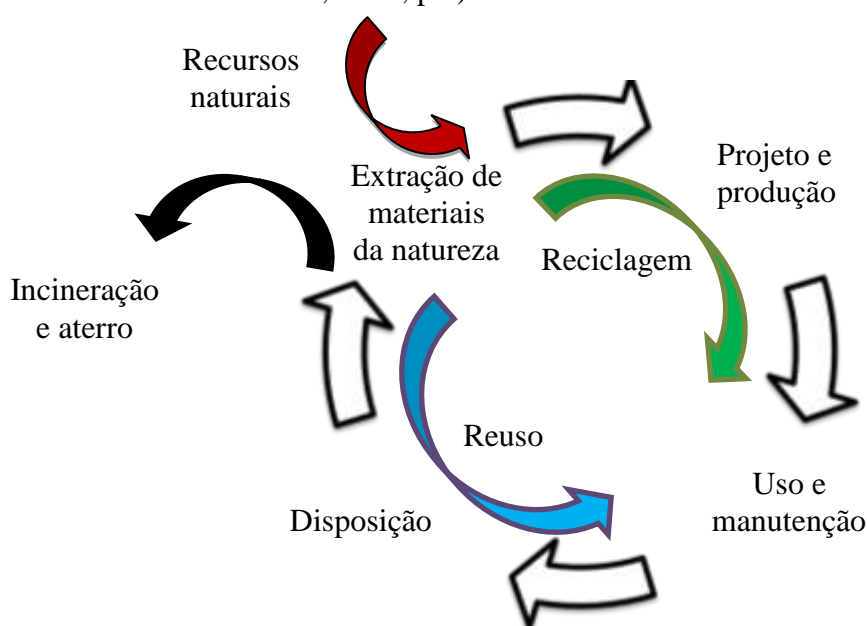 Recursos
naturais
Extração de
materiais
da natureza
Projeto e
produção
Reciclagem
Incineração
e aterro
Reuso
Uso e
manutenção
Disposição